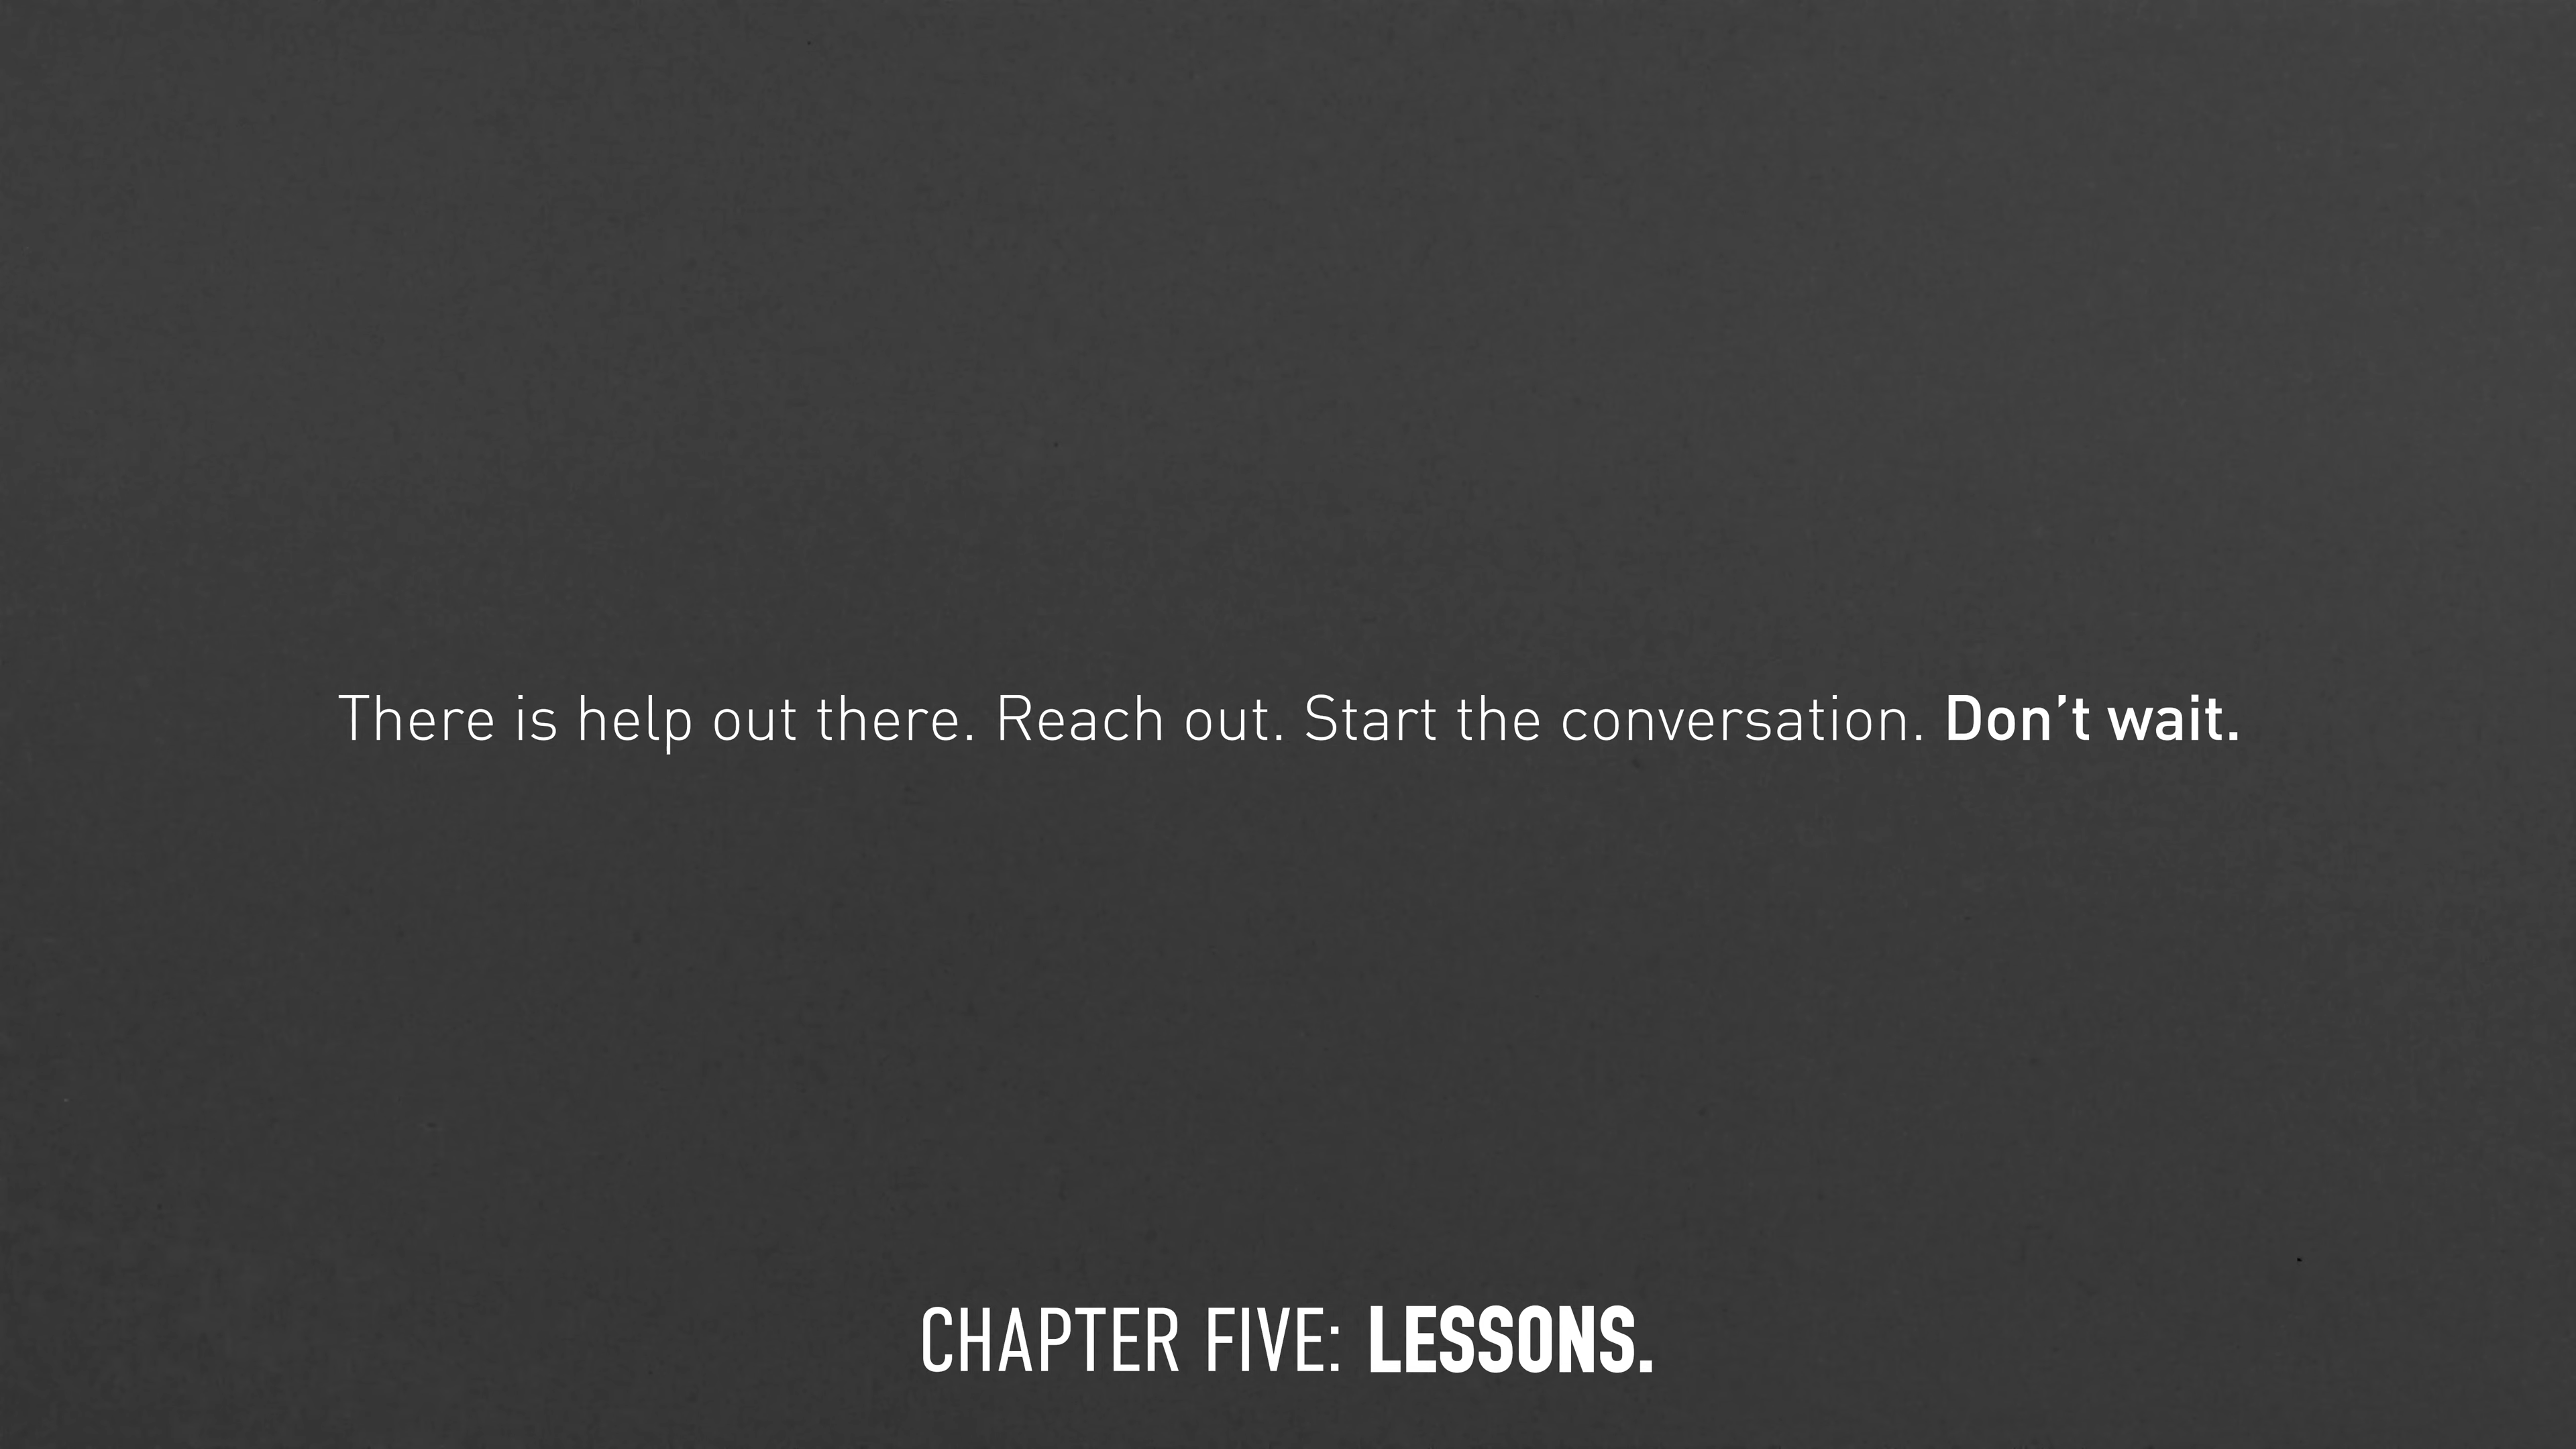 There is help out there. Reach out. Start the conversation. Don’t wait.
CHAPTER FIVE: LESSONS.